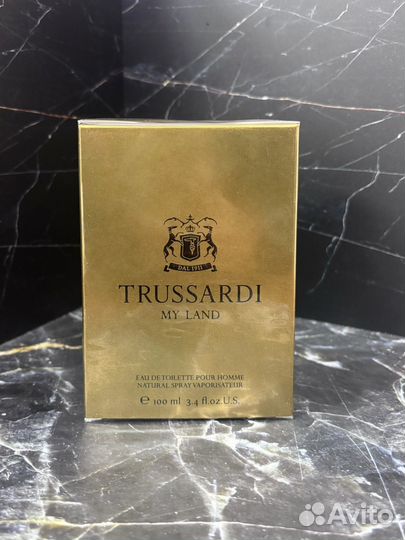 DAL 1911
TRUSSARDI
MY LAND
EAU DE TOILETTE POUR HOMME
NATURAL SPRAY VAPORISATEUR
℮ 100 ml 3.4 fl.oz.U.S.
Avito